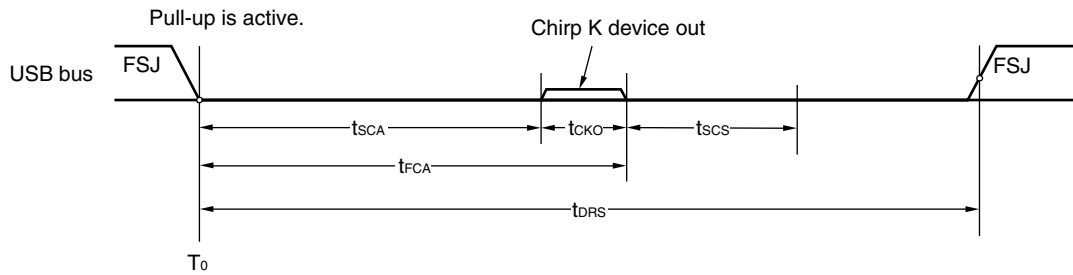 Pull-up is active.
Chirp K device out
USB bus
FSJ
FSJ
tSCA
tCKO
tSCS
tFCA
tDRS
T0